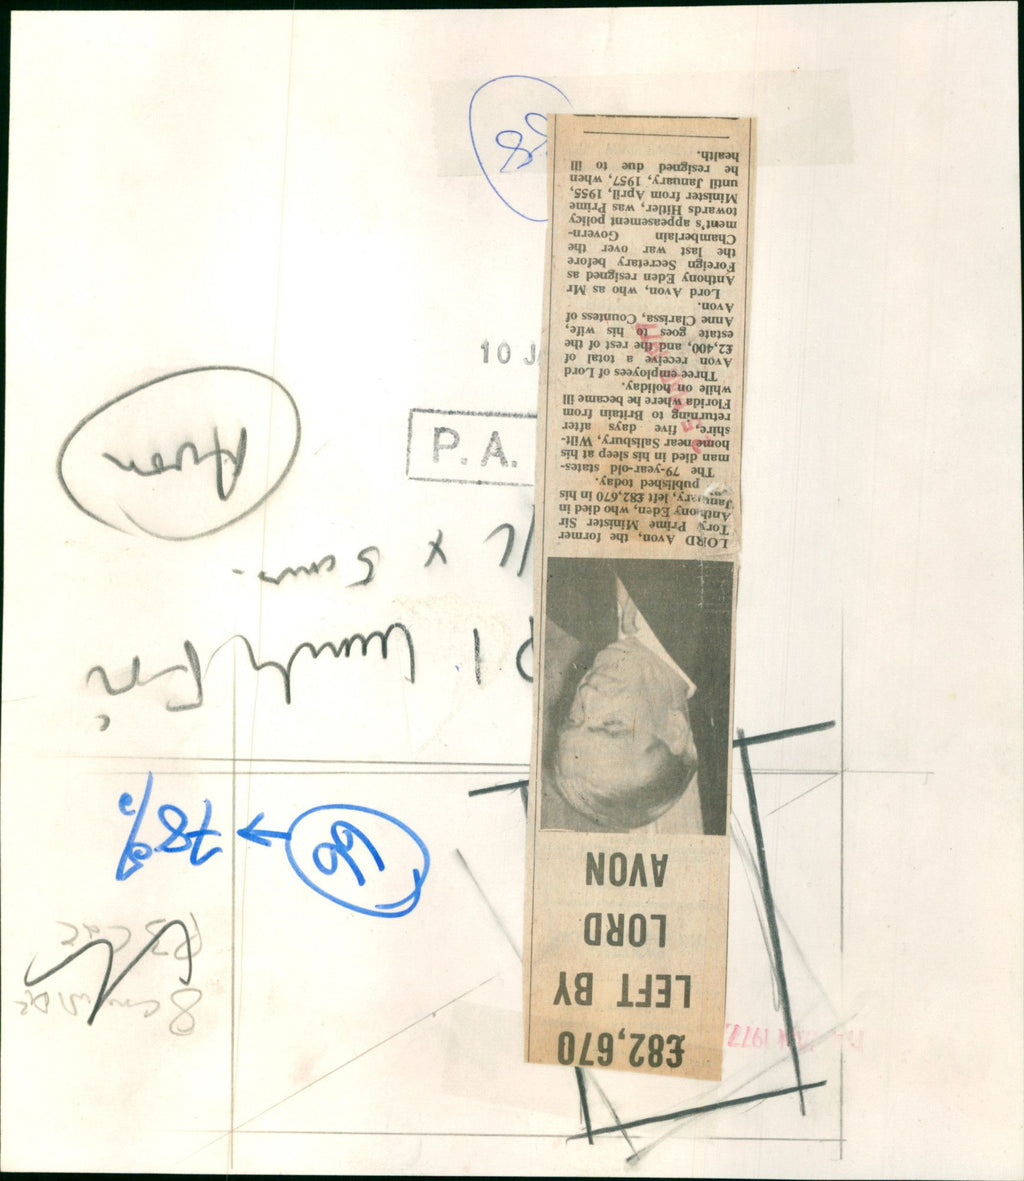 £82,670
LEFT BY
LORD
AVON
LORD Avon, the former
Tory Prime Minister Sir
Anthony Eden, who died in
January, left £82,670 in his
published today.
The 79-year-old states-
man died in his sleep at his
home near Salisbury, Wilt-
shire, five days after
returning to Britain from
Florida where he became ill
while on holiday.
Three employees of Lord
Avon receive a total of
£2,400, and the rest of the
estate goes to his wife,
Anne Clarissa, Countess of
Avon.
Lord Avon, who as Mr
Anthony Eden resigned as
Foreign Secretary before
the last war over the
Chamberlain Govern-
ment's appeasement policy
towards Hitler, was Prime
Minister from April, 1955,
until January, 1957, when
he resigned due to ill
health.
10 J
P.A.
Avon
x 5 cms.
66 → 78%
1977